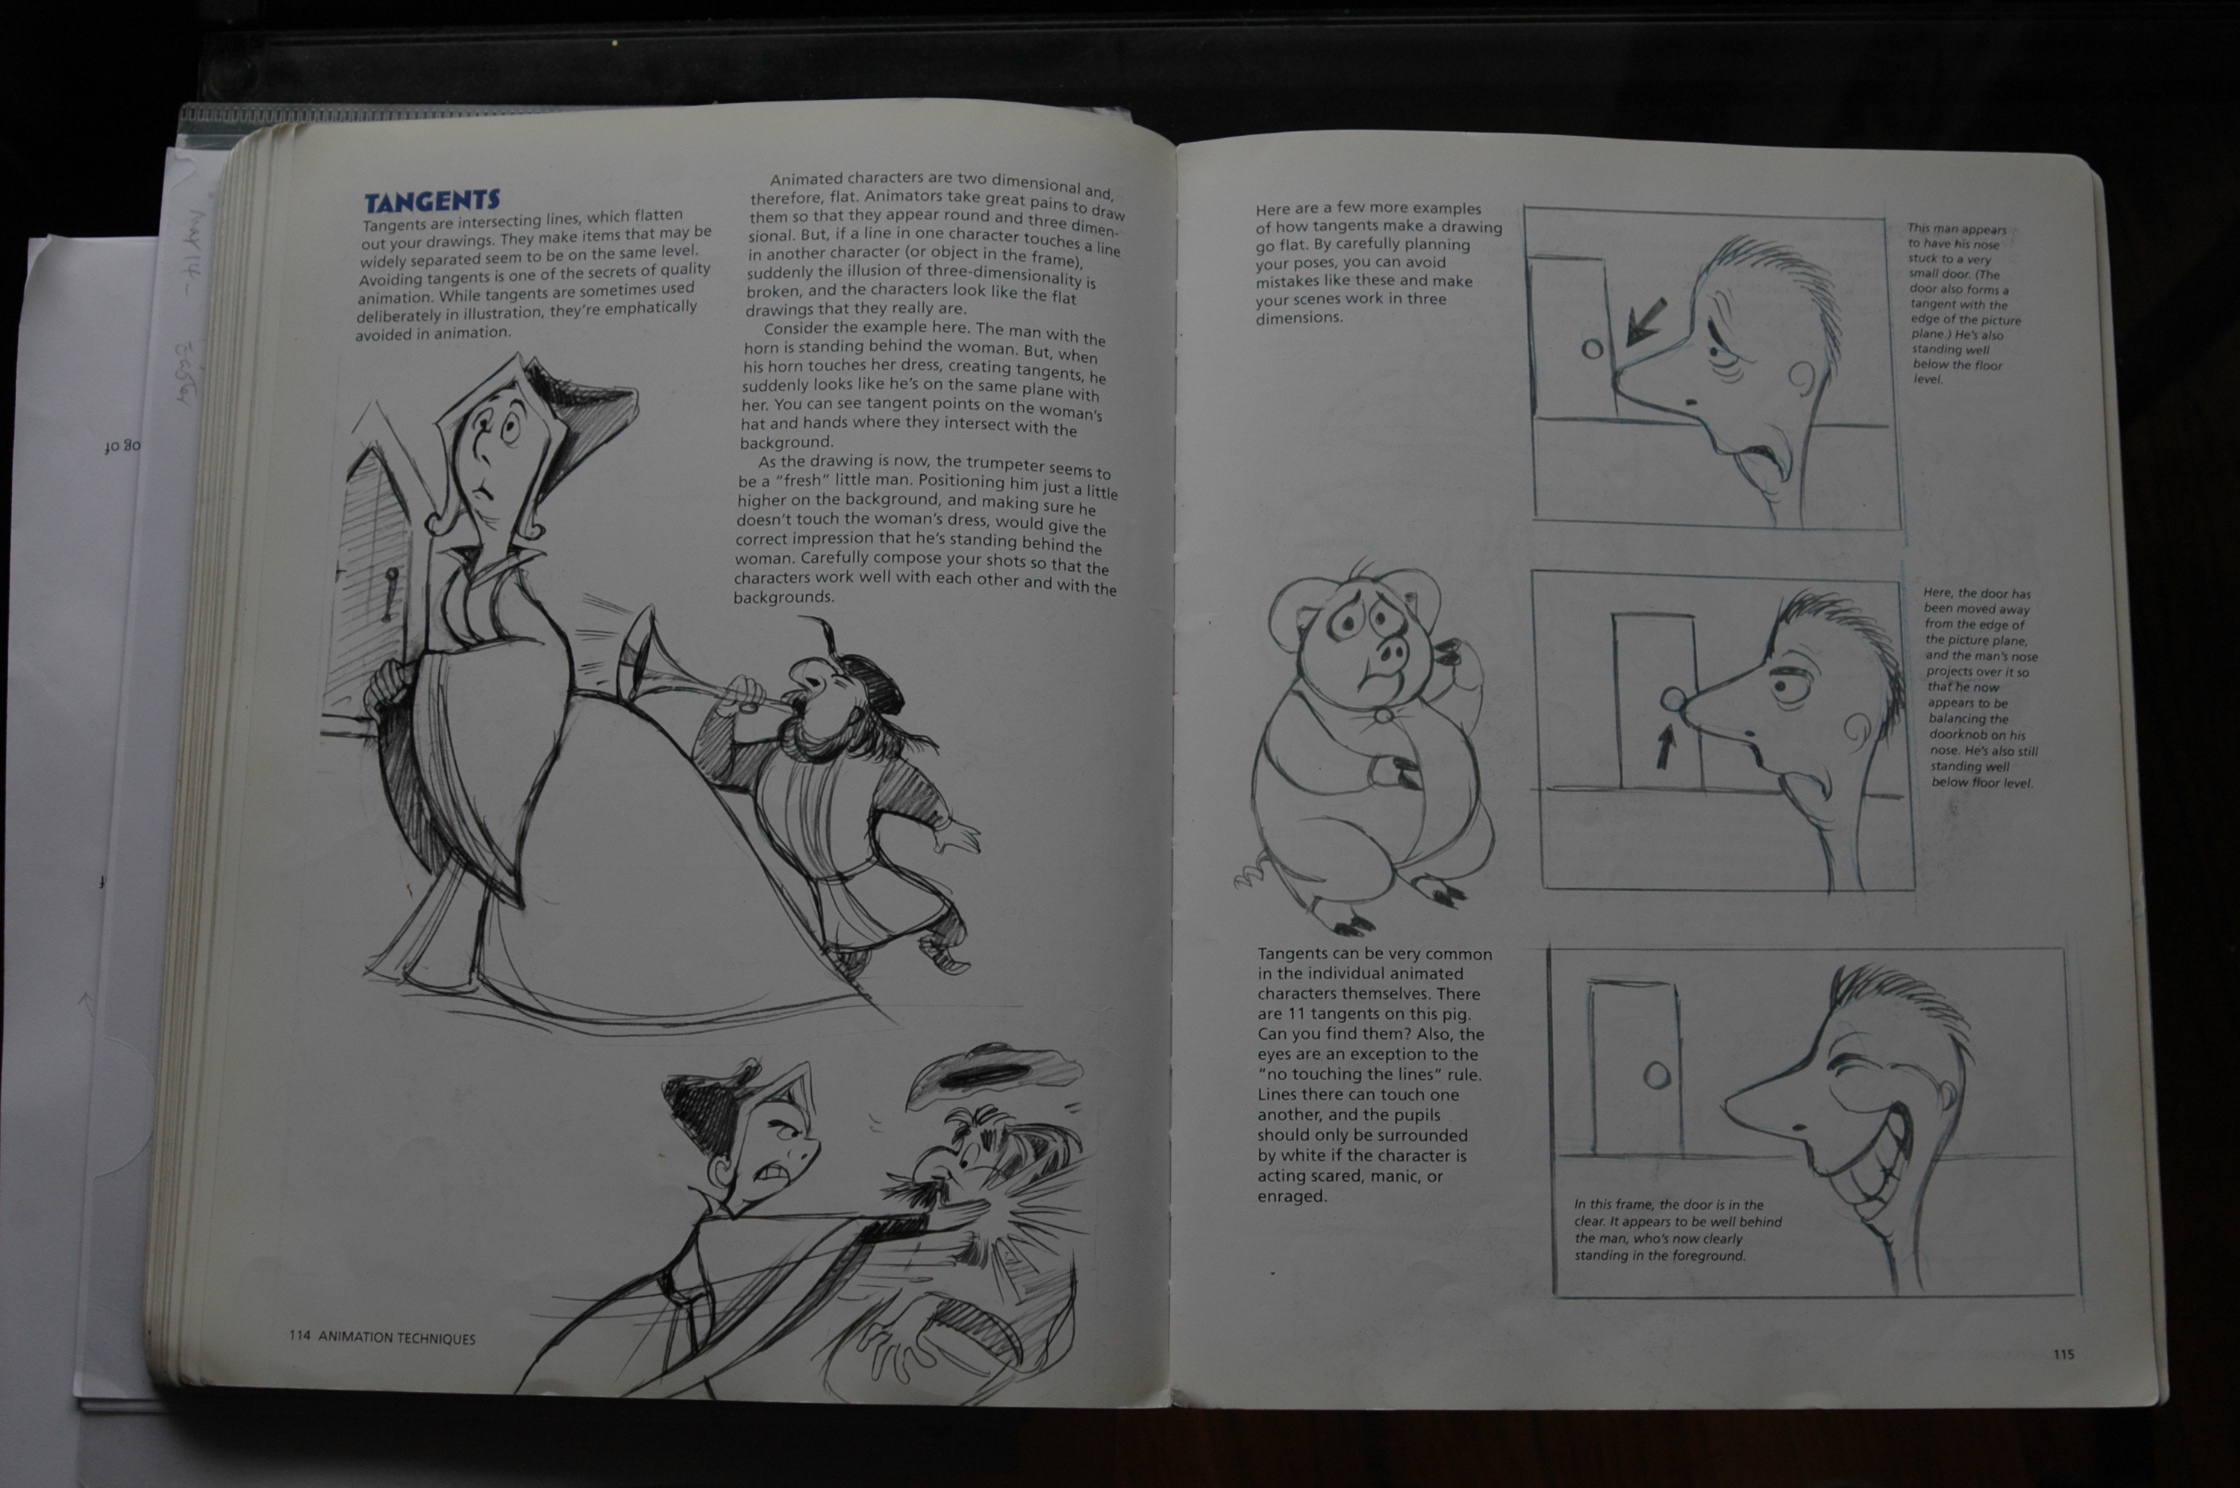 May 14 -
Easter
og of
TANGENTS
Tangents are intersecting lines, which flatten
out your drawings. They make items that may be
widely separated seem to be on the same level.
Avoiding tangents is one of the secrets of quality
animation. While tangents are sometimes used
deliberately in illustration, they're emphatically
avoided in animation.
Animated characters are two dimensional and,
therefore, flat. Animators take great pains to draw
them so that they appear round and three dimen-
sional. But, if a line in one character touches a line
in another character (or object in the frame),
suddenly the illusion of three-dimensionality is
broken, and the characters look like the flat
drawings that they really are.
Consider the example here. The man with the
horn is standing behind the woman. But, when
his horn touches her dress, creating tangents, he
suddenly looks like he's on the same plane with
her. You can see tangent points on the woman's
hat and hands where they intersect with the
background.
As the drawing is now, the trumpeter seems to
be a "fresh" little man. Positioning him just a little
higher on the background, and making sure he
doesn't touch the woman's dress, would give the
correct impression that he's standing behind the
woman. Carefully compose your shots so that the
characters work well with each other and with the
backgrounds.
114 ANIMATION TECHNIQUES
Here are a few more examples
of how tangents make a drawing
go flat. By carefully planning
your poses, you can avoid
mistakes like these and make
your scenes work in three
dimensions.
This man appears
to have his nose
stuck to a very
small door. (The
door also forms a
tangent with the
edge of the picture
plane.) He's also
standing well
below the floor
level.
Here, the door has
been moved away
from the edge of
the picture plane,
and the man's nose
projects over it so
that he now
appears to be
balancing the
doorknob on his
nose. He's also still
standing well
below floor level.
Tangents can be very common
in the individual animated
characters themselves. There
are 11 tangents on this pig.
Can you find them? Also, the
eyes are an exception to the
"no touching the lines" rule.
Lines there can touch one
another, and the pupils
should only be surrounded
by white if the character is
acting scared, manic, or
enraged.
In this frame, the door is in the
clear. It appears to be well behind
the man, who's now clearly
standing in the foreground.
115